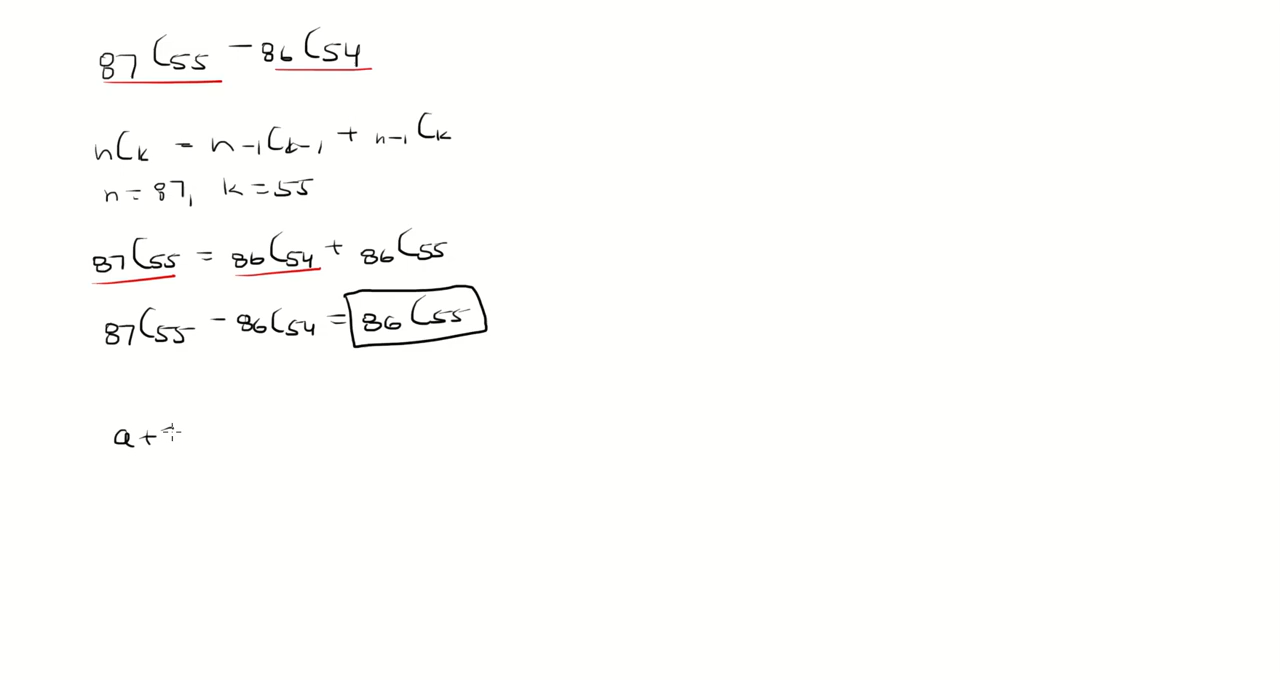 87C55 - 86C54
nCk = n-1Ck-1 + n-1Ck
n = 87, k = 55
87C55 = 86C54 + 86C55
87C55 - 86C54 = 86C55
a +